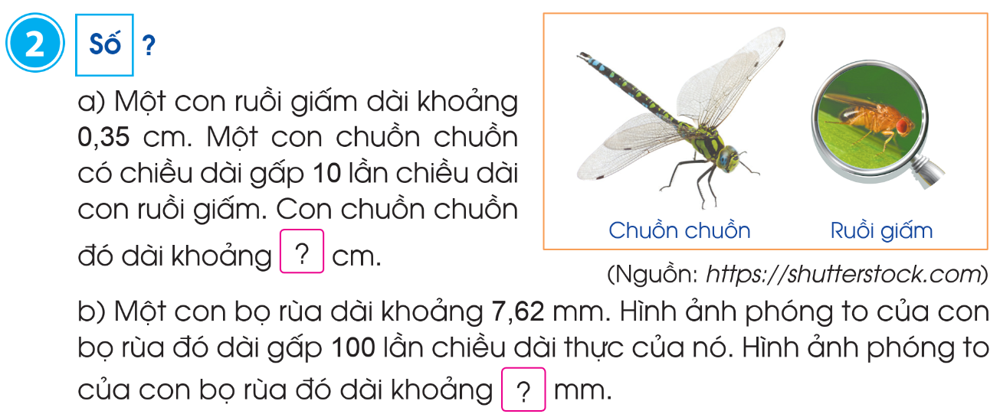 2 Số ?
a) Một con ruồi giấm dài khoảng
0,35 cm. Một con chuồn chuồn
có chiều dài gấp 10 lần chiều dài
con ruồi giấm. Con chuồn chuồn
đó dài khoảng ? cm.
Chuồn chuồn Ruồi giấm
(Nguồn: https://shutterstock.com)
b) Một con bọ rùa dài khoảng 7,62 mm. Hình ảnh phóng to của con
bọ rùa đó dài gấp 100 lần chiều dài thực của nó. Hình ảnh phóng to
của con bọ rùa đó dài khoảng ? mm.